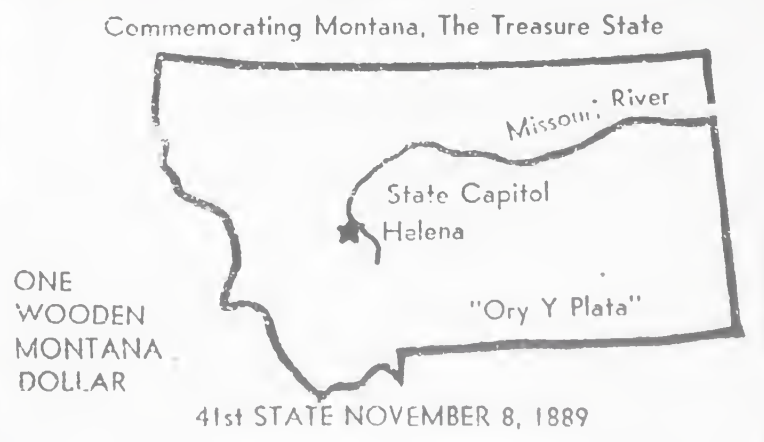 Commemorating Montana, The Treasure State
Missouri River
State Capitol
Helena
"Ory Y Plata"
ONE
WOODEN
MONTANA
DOLLAR
41st STATE NOVEMBER 8, 1889